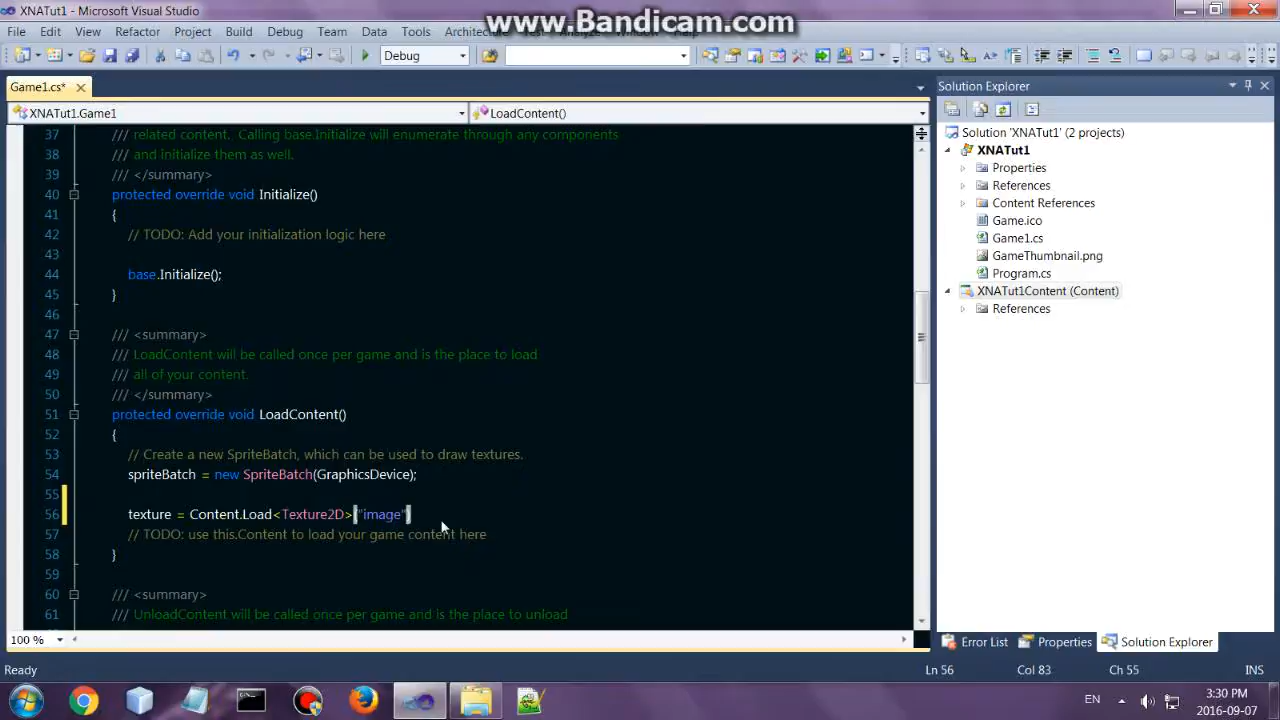 XNATut1 - Microsoft Visual Studio
www.Bandicam.com
File Edit View Refactor Project Build Debug Team Data Tools Architecture
Debug
Game1.cs*
XNATut1.Game1
LoadContent()
37 /// related content. Calling base.Initialize will enumerate through any components
38 /// and initialize them as well.
39 /// </summary>
40 protected override void Initialize()
41 {
42 // TODO: Add your initialization logic here
43
44 base.Initialize();
45 }
46
47 /// <summary>
48 /// LoadContent will be called once per game and is the place to load
49 /// all of your content.
50 /// </summary>
51 protected override void LoadContent()
52 {
53 // Create a new SpriteBatch, which can be used to draw textures.
54 spriteBatch = new SpriteBatch(GraphicsDevice);
55
56 texture = Content.Load<Texture2D>("image")
57 // TODO: use this.Content to load your game content here
58 }
59
60 /// <summary>
61 /// UnloadContent will be called once per game and is the place to unload
100 %
Solution Explorer
Solution 'XNATut1' (2 projects)
XNATut1
Properties
References
Content References
Game.ico
Game1.cs
GameThumbnail.png
Program.cs
XNATut1Content (Content)
References
Error List Properties Solution Explorer
Ready Ln 56 Col 83 Ch 55 INS
EN
3:30 PM
2016-09-07